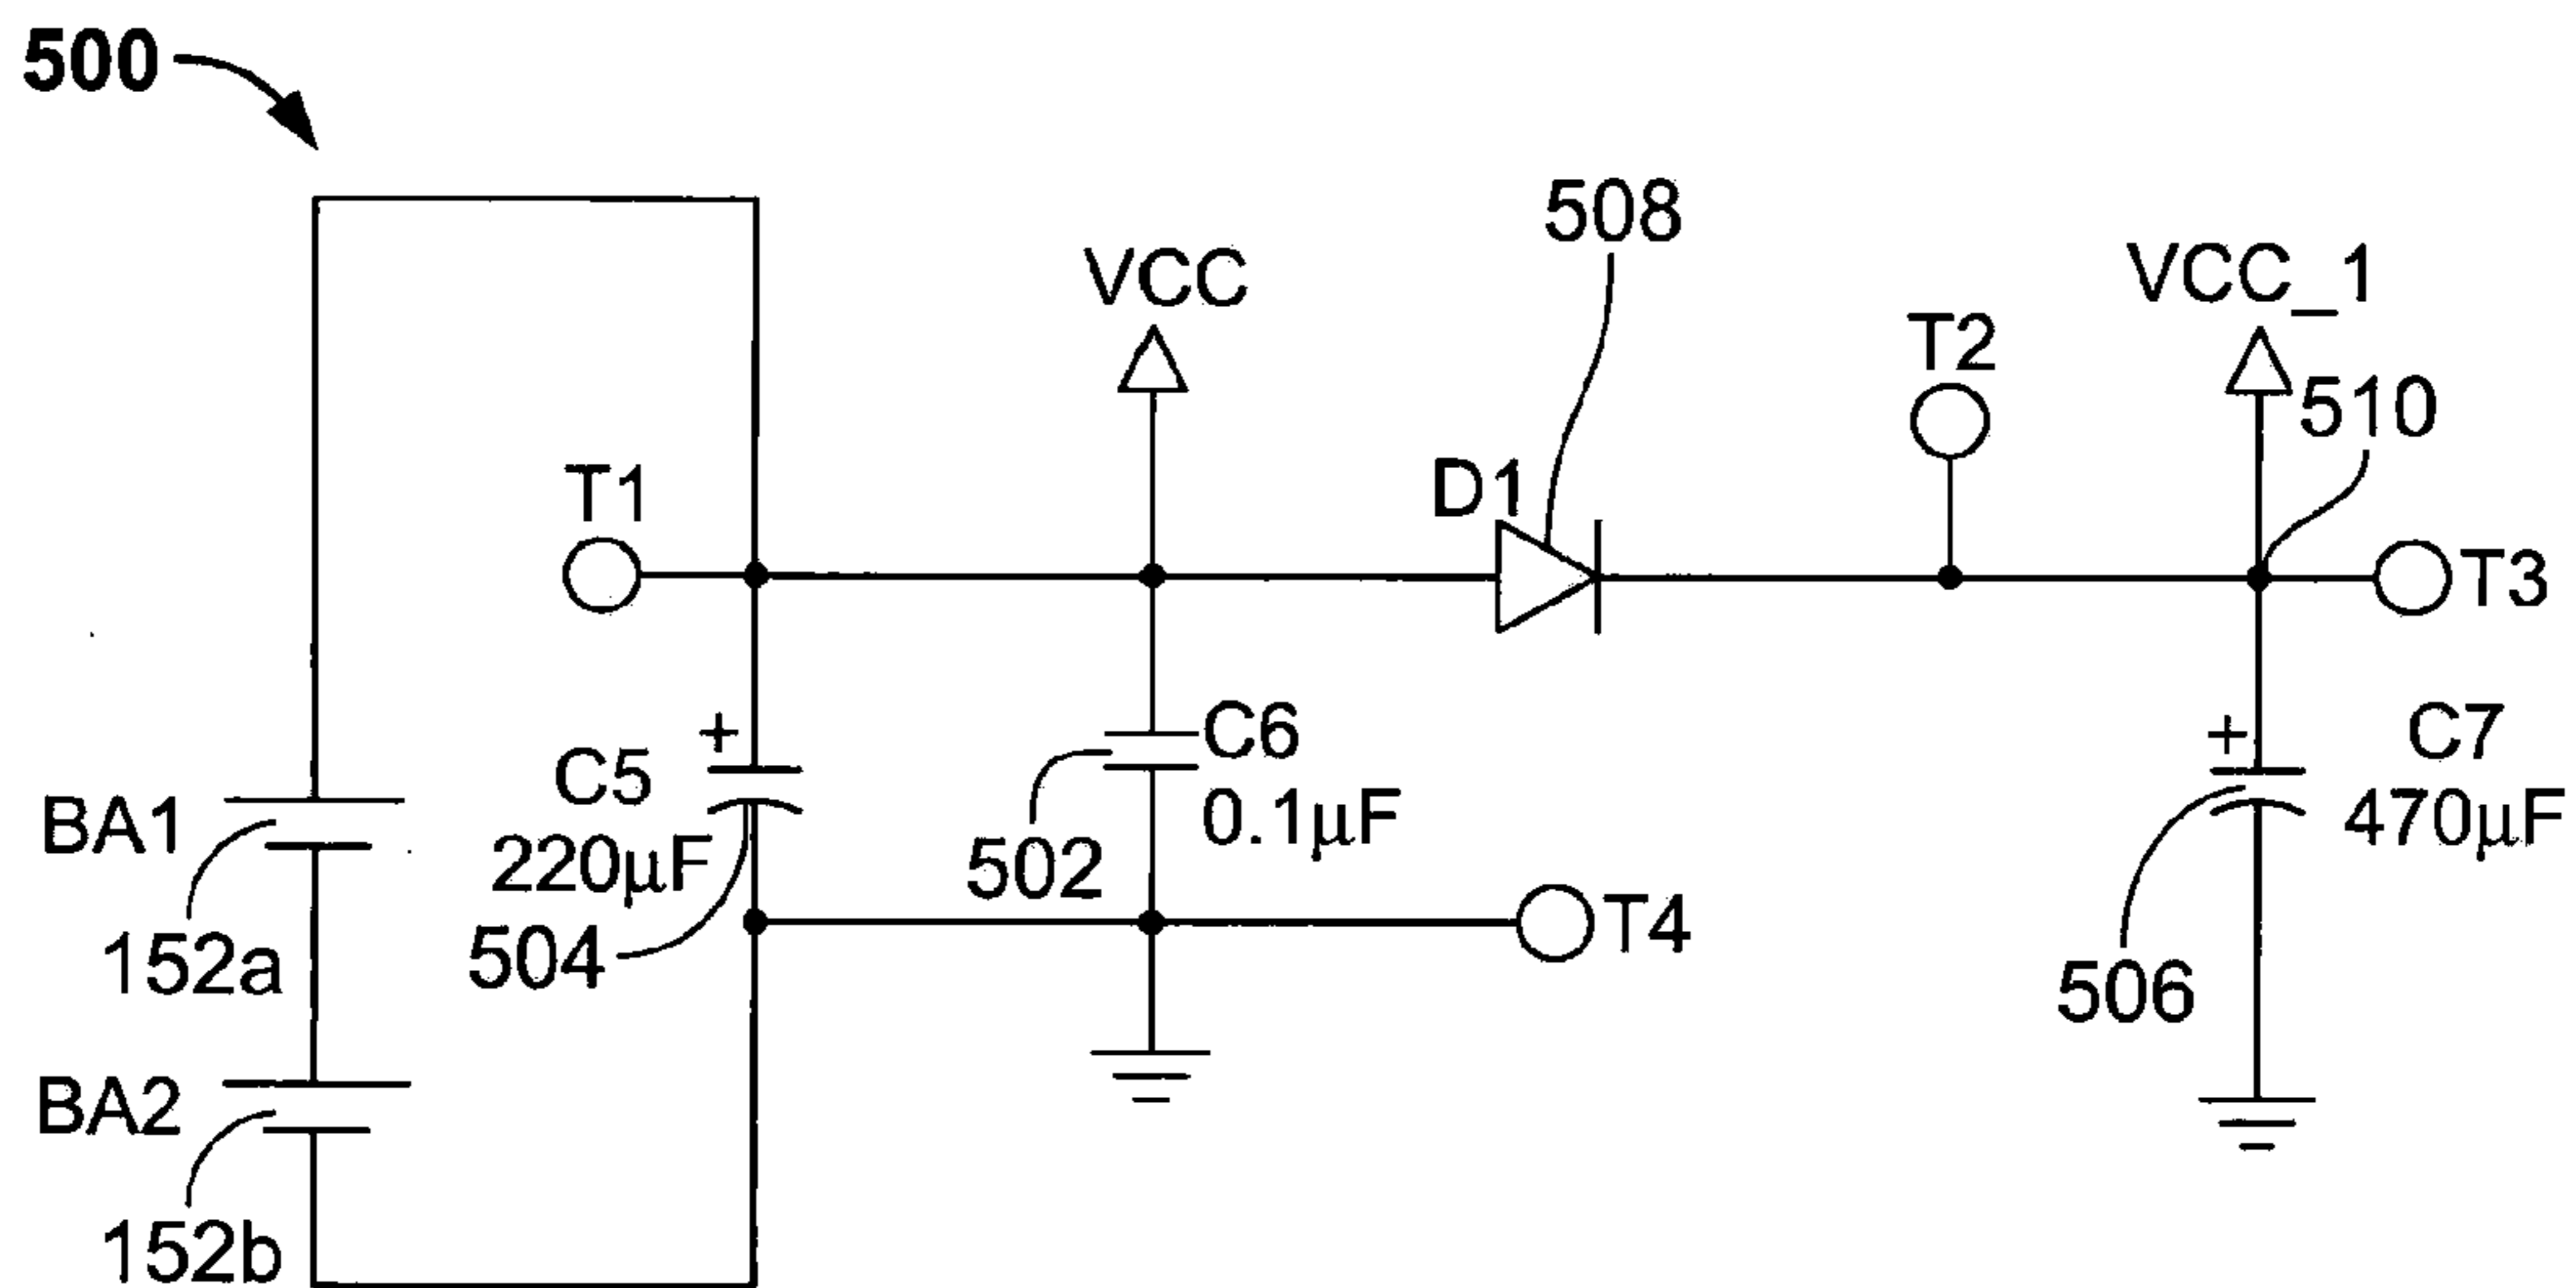 500
508
VCC
VCC_1
T2
510
T1
D1
T3
C6
0.1µF
C7
470µF
C5
220µF
BA1
502
504
T4
152a
506
BA2
152b
+
+